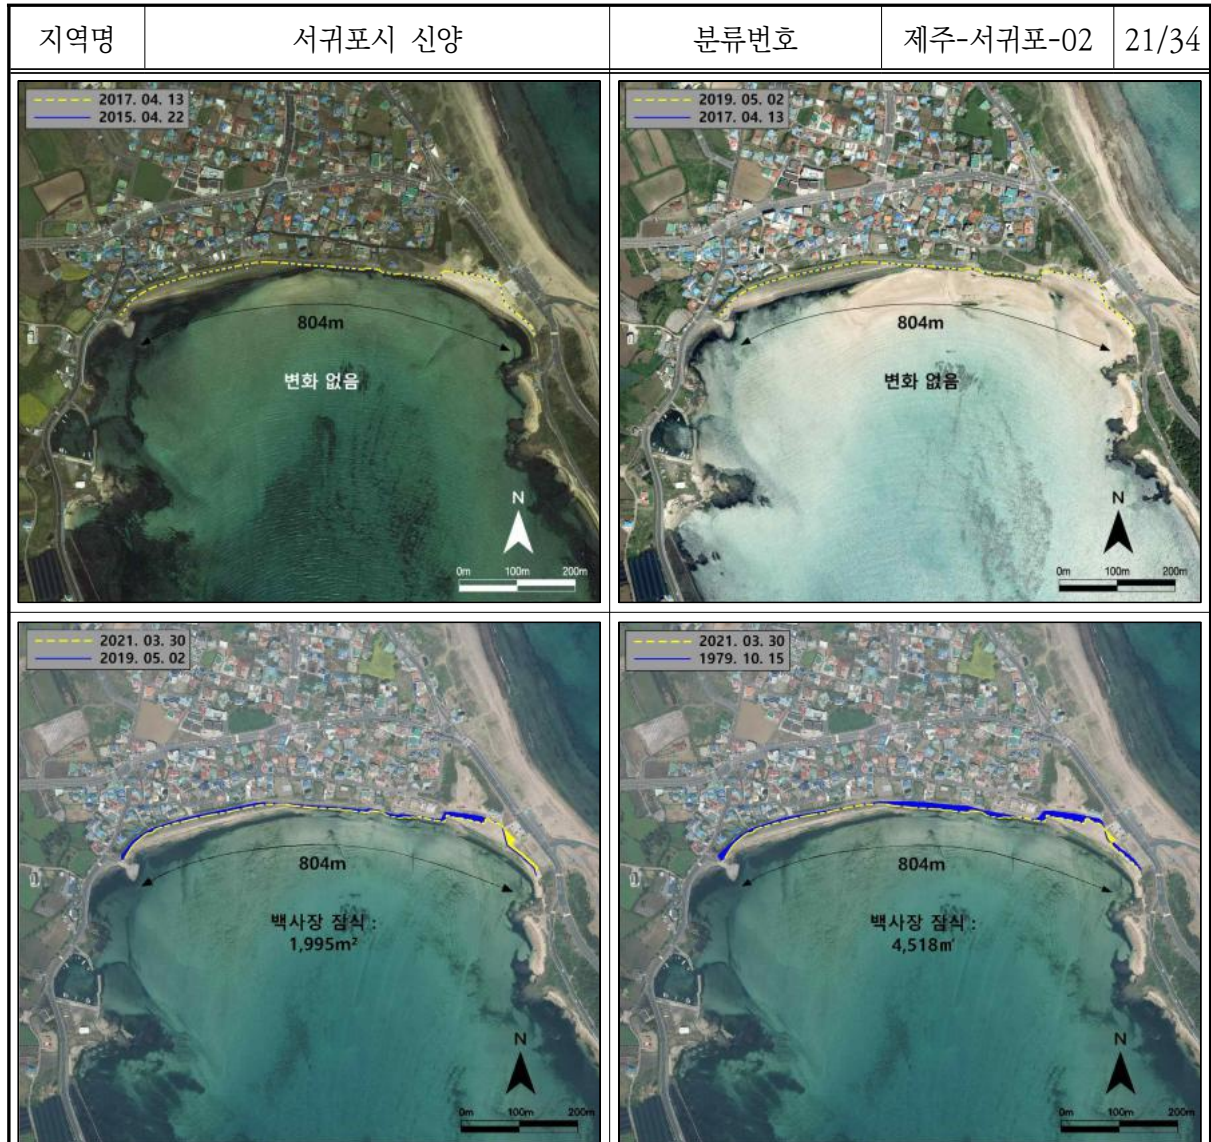 지역명 서귀포시 신양 분류번호 제주-서귀포-02 21/34
2017. 04. 13
2015. 04. 22
804m
변화 없음
N
0m 100m 200m
2019. 05. 02
2017. 04. 13
804m
변화 없음
N
0m 100m 200m
2021. 03. 30
2019. 05. 02
804m
백사장 잠식 :
1,995m²
N
0m 100m 200m
2021. 03. 30
1979. 10. 15
804m
백사장 잠식 :
4,518㎡
N
0m 100m 200m